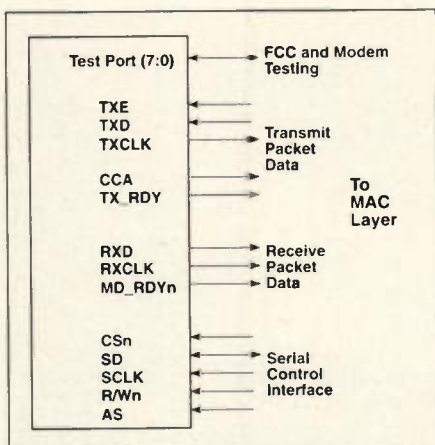 Test Port (7:0)
FCC and Modem
Testing
TXE
TXD
TXCLK
Transmit
Packet
Data
CCA
TX_RDY
To
MAC
Layer
RXD
RXCLK
MD_RDYn
Receive
Packet
Data
CSn
SD
SCLK
R/Wn
AS
Serial
Control
Interface